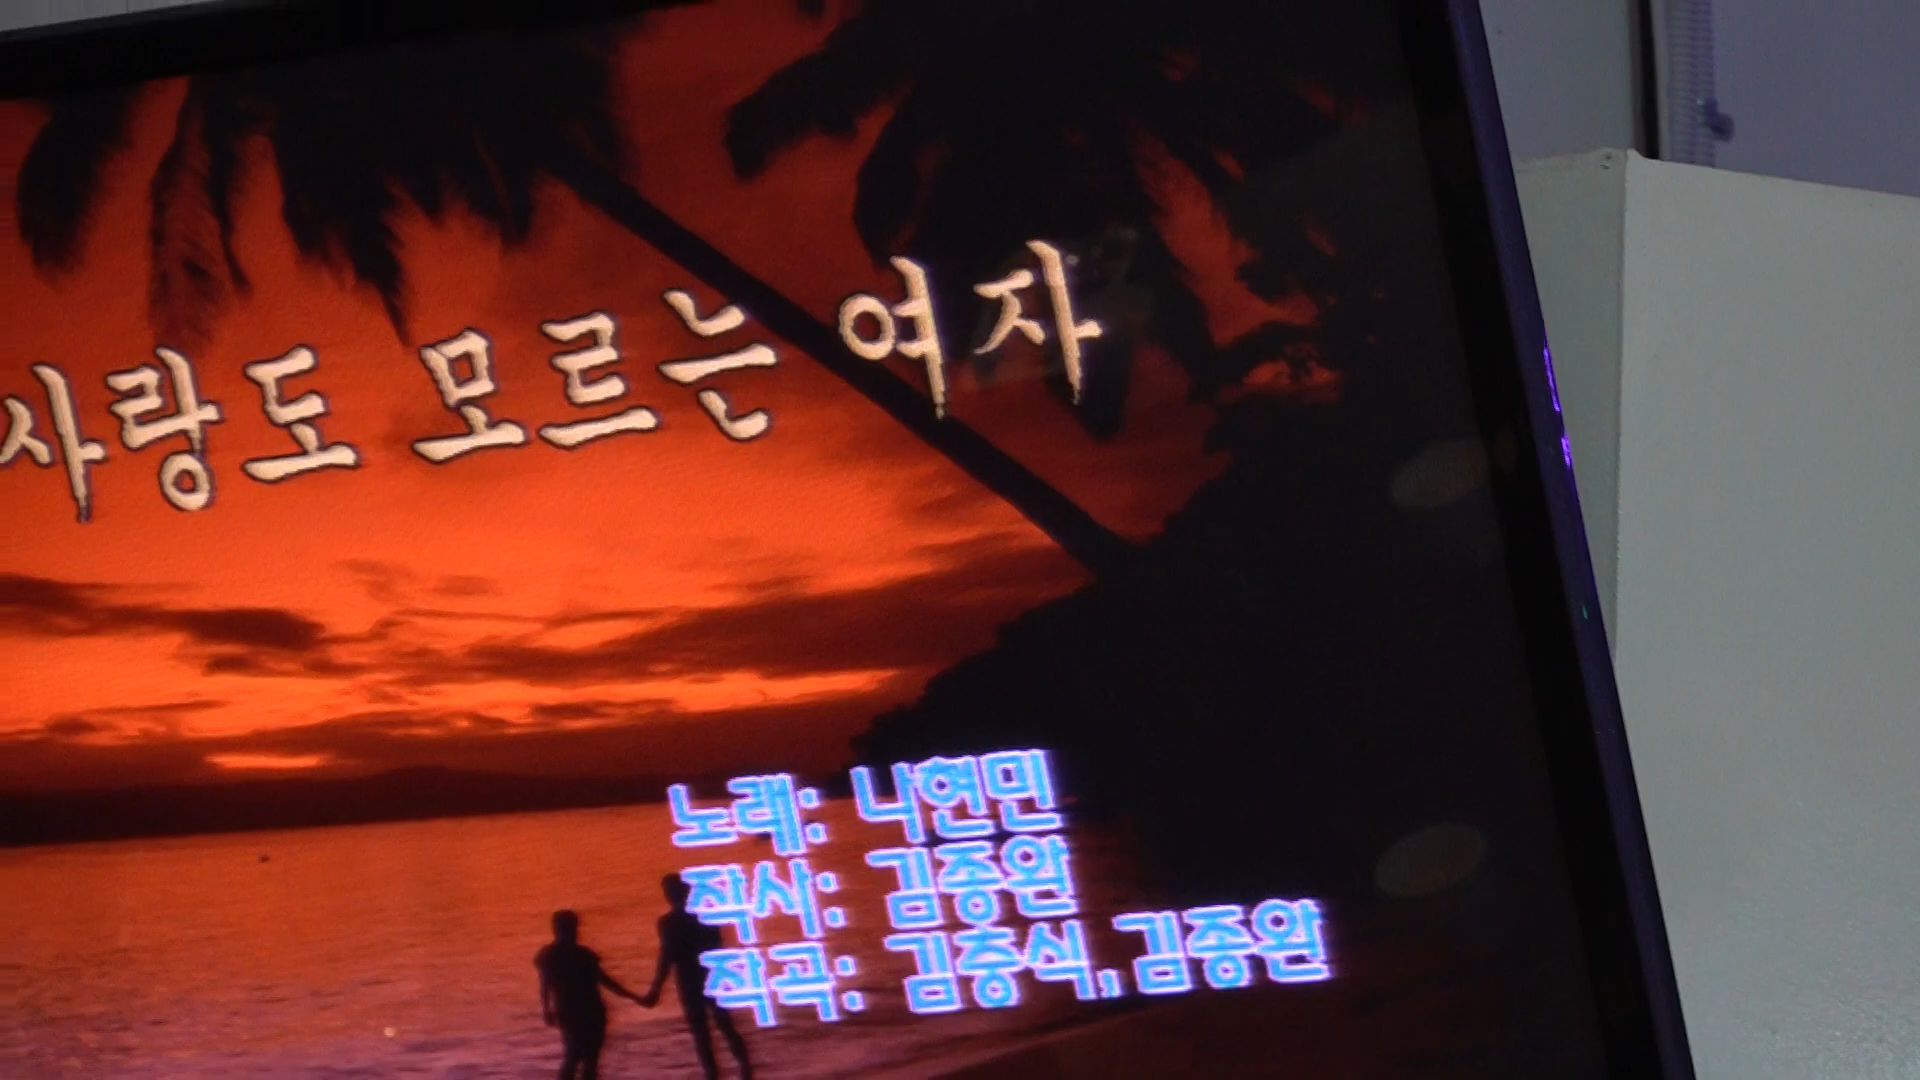 사랑도 모르는 여자
노래: 나현민
작사: 김종완
작곡: 김중식,김종완